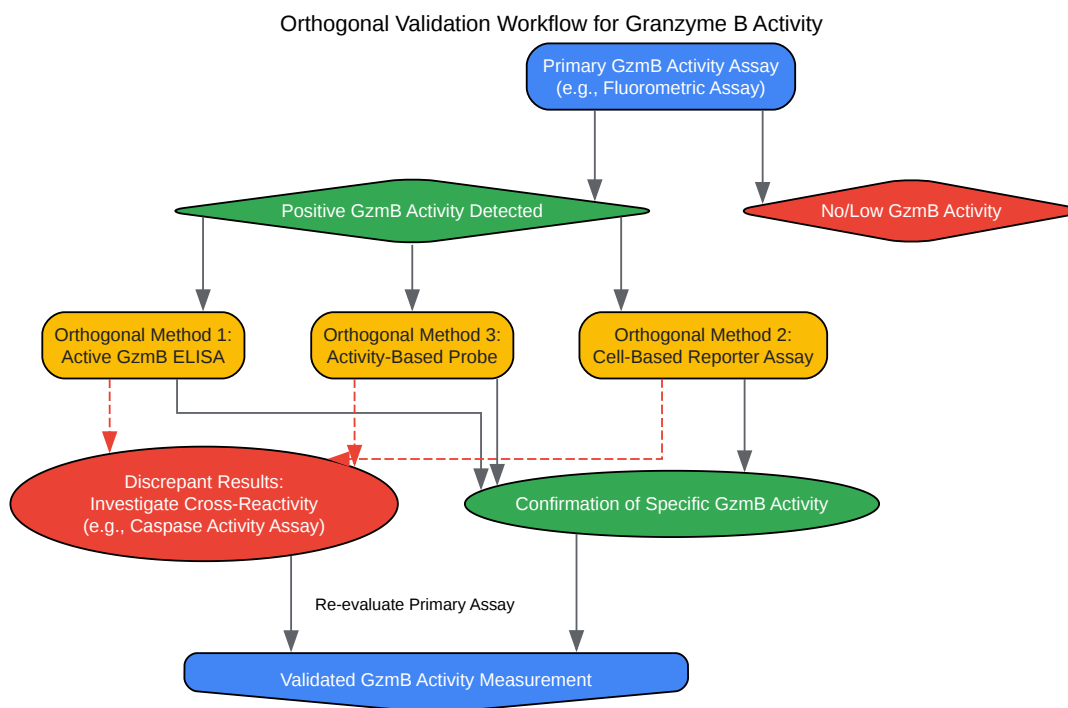 Orthogonal Validation Workflow for Granzyme B Activity
Primary GzmB Activity Assay
(e.g., Fluorometric Assay)
Positive GzmB Activity Detected
No/Low GzmB Activity
Orthogonal Method 1:
Active GzmB ELISA
Orthogonal Method 3:
Activity-Based Probe
Orthogonal Method 2:
Cell-Based Reporter Assay
Discrepant Results:
Investigate Cross-Reactivity
(e.g., Caspase Activity Assay)
Confirmation of Specific GzmB Activity
Re-evaluate Primary Assay
Validated GzmB Activity Measurement